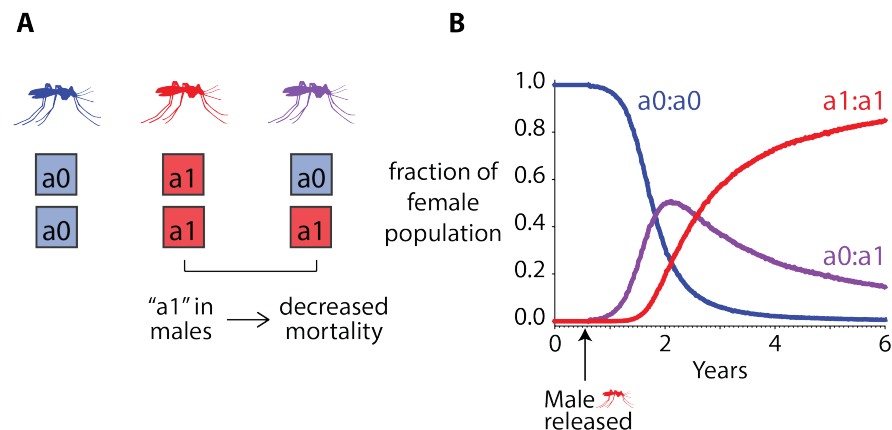 A
a0
a1
a0
a0
a1
a1
“a1” in
males
decreased
mortality
B
fraction of
female
population
1.0
0.8
0.6
0.4
0.2
0.0
a0:a0
a1:a1
a0:a1
0
2
4
6
Years
Male
released